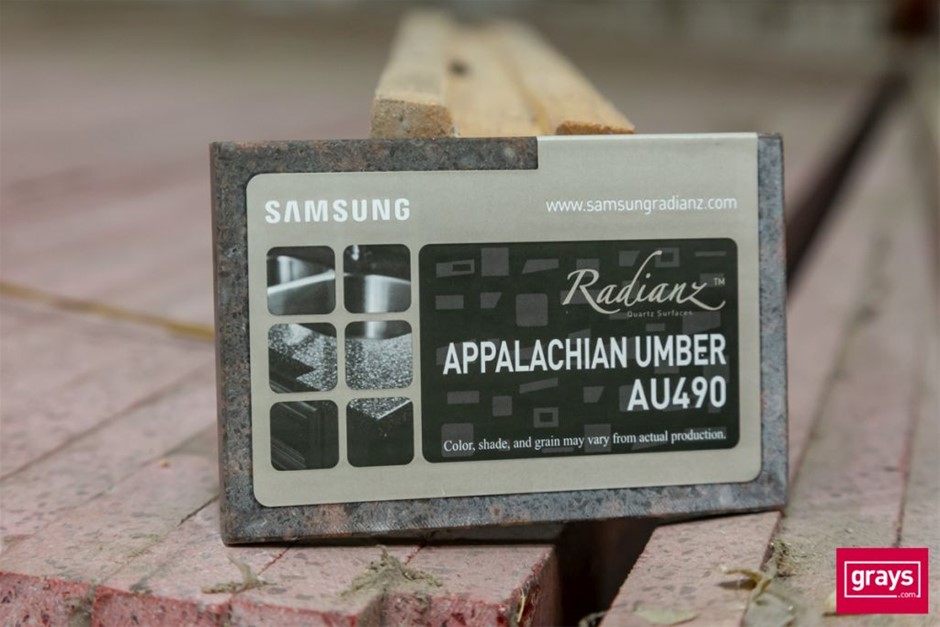 SAMSUNG
www.samsungradianz.com
Radianz™
Quartz Surfaces
APPALACHIAN UMBER
AU490
Color, shade, and grain may vary from actual production.
grays
.com